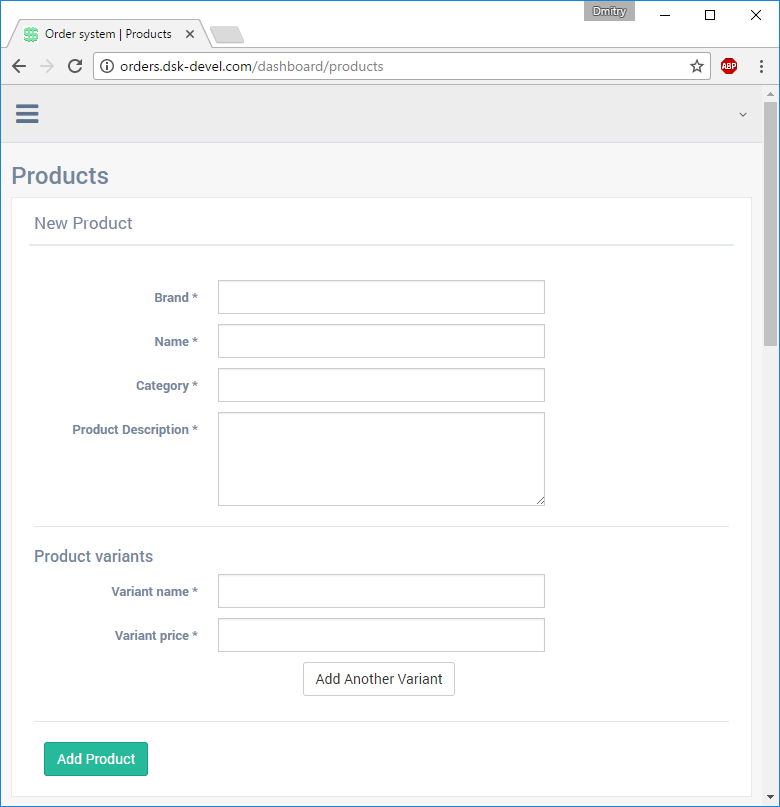 Dmitry
Order system | Products
orders.dsk-devel.com/dashboard/products
ABP
Products
New Product
Brand *
Name *
Category *
Product Description *
Product variants
Variant name *
Variant price *
Add Another Variant
Add Product